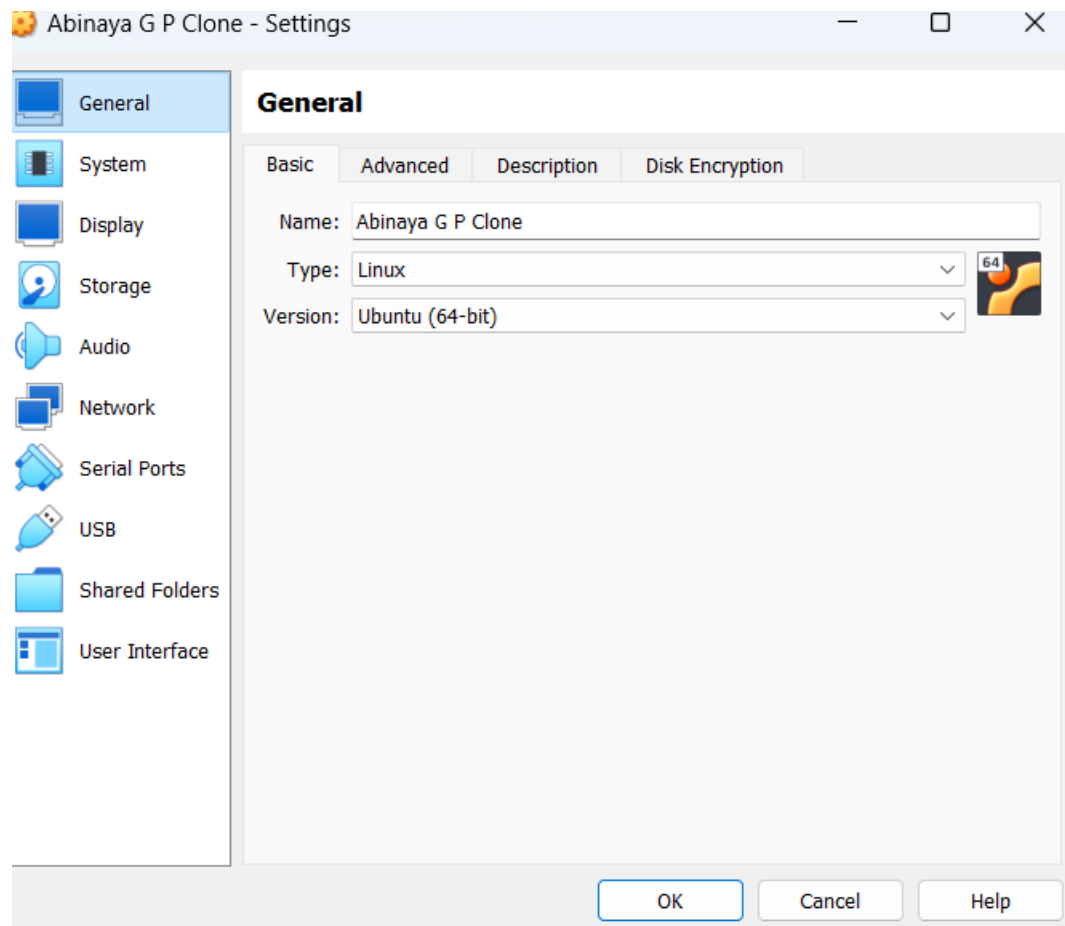 Abinaya G P Clone - Settings
General
System
Display
Storage
Audio
Network
Serial Ports
USB
Shared Folders
User Interface
General
Basic Advanced Description Disk Encryption
Name: Abinaya G P Clone
Type: Linux
64
Version: Ubuntu (64-bit)
OK Cancel Help